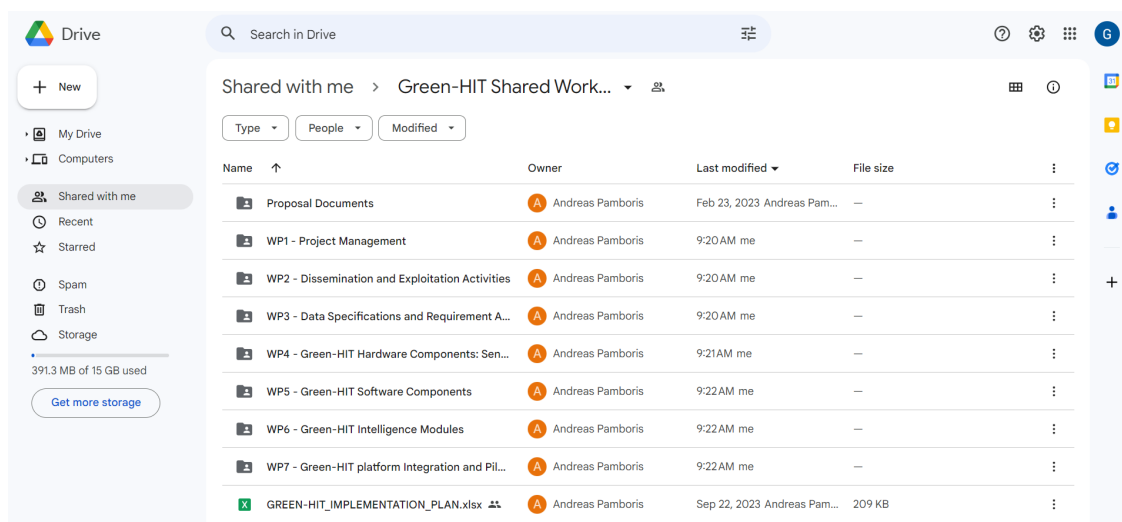 Drive
Search in Drive
G
New
Shared with me > Green-HIT Shared Work...
31
Type People Modified
My Drive
Computers
Shared with me
Recent
Starred
Spam
Trash
Storage
391.3 MB of 15 GB used
Get more storage
Name Owner Last modified File size
Proposal Documents A Andreas Pamboris Feb 23, 2023 Andreas Pam... —
WP1 - Project Management A Andreas Pamboris 9:20 AM me —
WP2 - Dissemination and Exploitation Activities A Andreas Pamboris 9:20 AM me —
WP3 - Data Specifications and Requirement A... A Andreas Pamboris 9:20 AM me —
WP4 - Green-HIT Hardware Components: Sen... A Andreas Pamboris 9:21 AM me —
WP5 - Green-HIT Software Components A Andreas Pamboris 9:22 AM me —
WP6 - Green-HIT Intelligence Modules A Andreas Pamboris 9:22 AM me —
WP7 - Green-HIT platform Integration and Pil... A Andreas Pamboris 9:22 AM me —
X GREEN-HIT_IMPLEMENTATION_PLAN.xlsx A Andreas Pamboris Sep 22, 2023 Andreas Pam... 209 KB